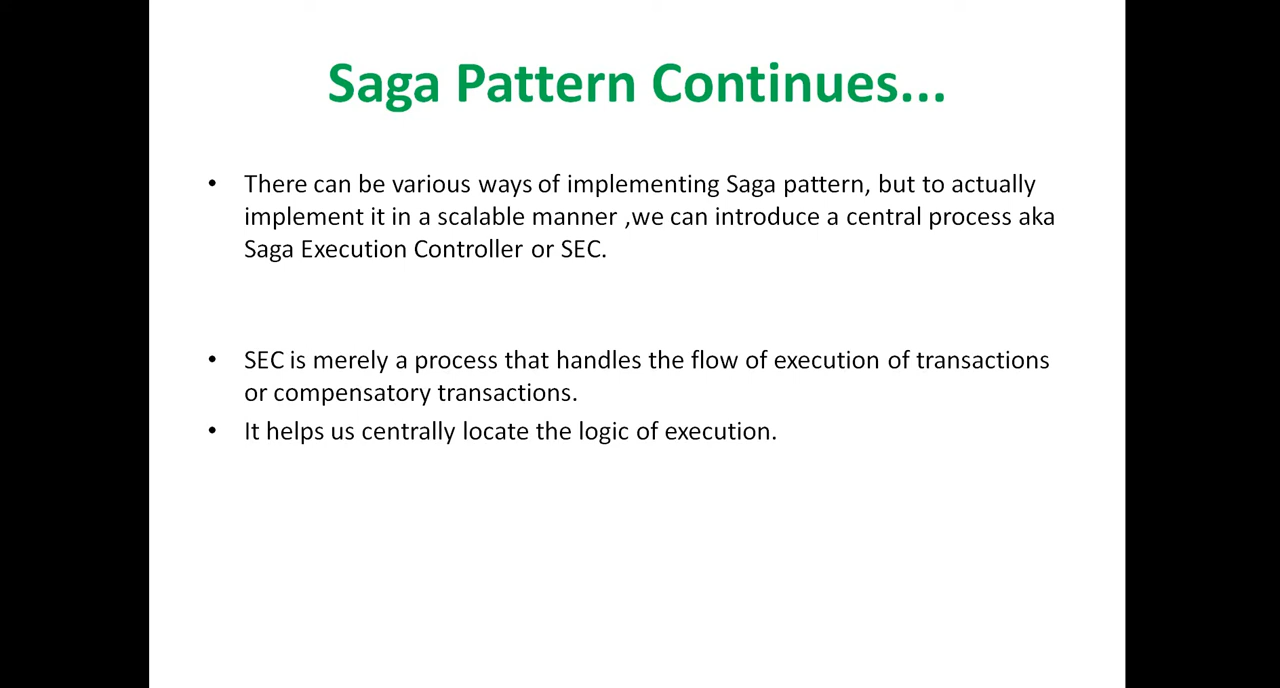 Saga Pattern Continues...
• There can be various ways of implementing Saga pattern, but to actually
implement it in a scalable manner ,we can introduce a central process aka
Saga Execution Controller or SEC.
• SEC is merely a process that handles the flow of execution of transactions
or compensatory transactions.
• It helps us centrally locate the logic of execution.